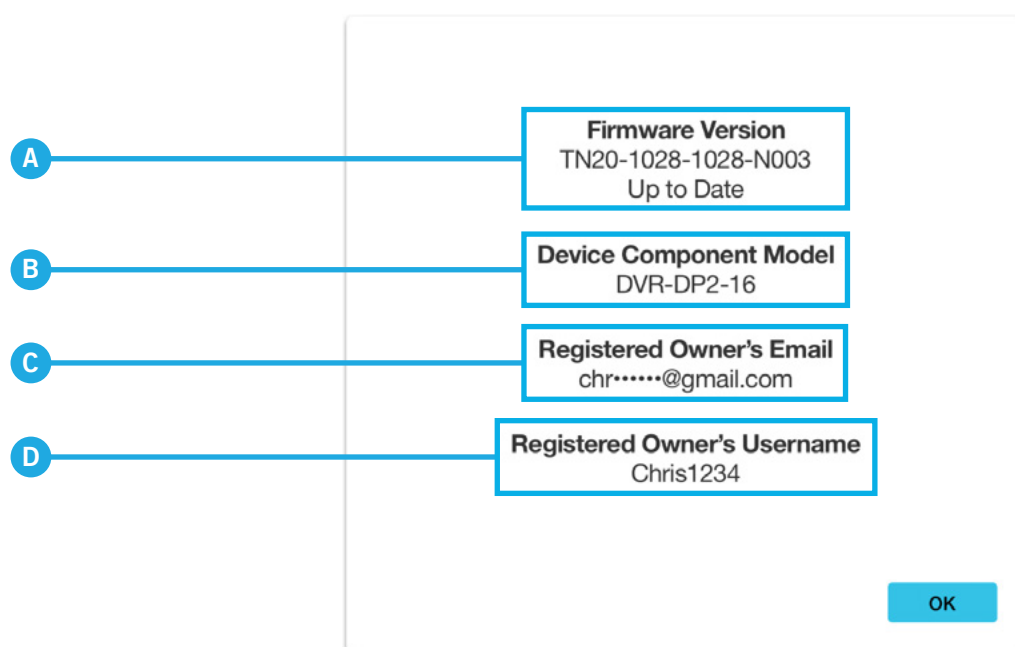 A
Firmware Version
TN20-1028-1028-N003
Up to Date
B
Device Component Model
DVR-DP2-16
C
Registered Owner's Email
chr••••••@gmail.com
D
Registered Owner's Username
Chris1234
OK